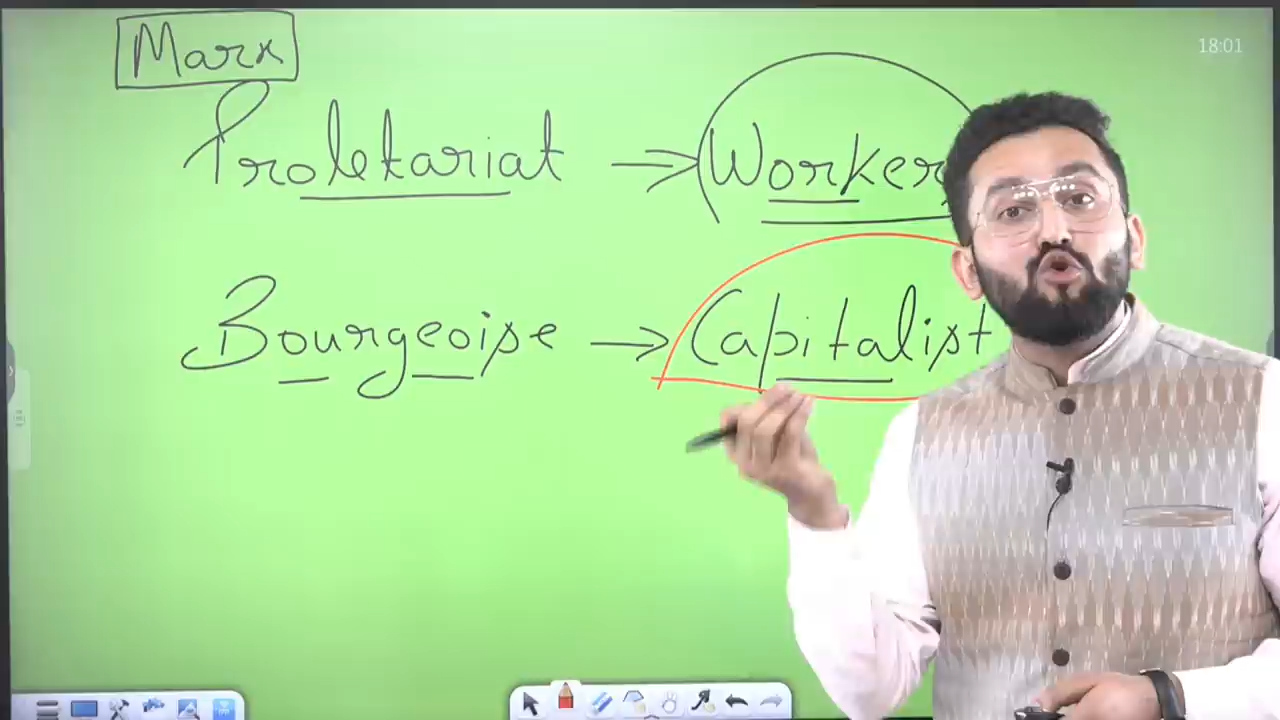 18:01
Marx
Proletariat → Worker
Bourgeoise → Capitalist